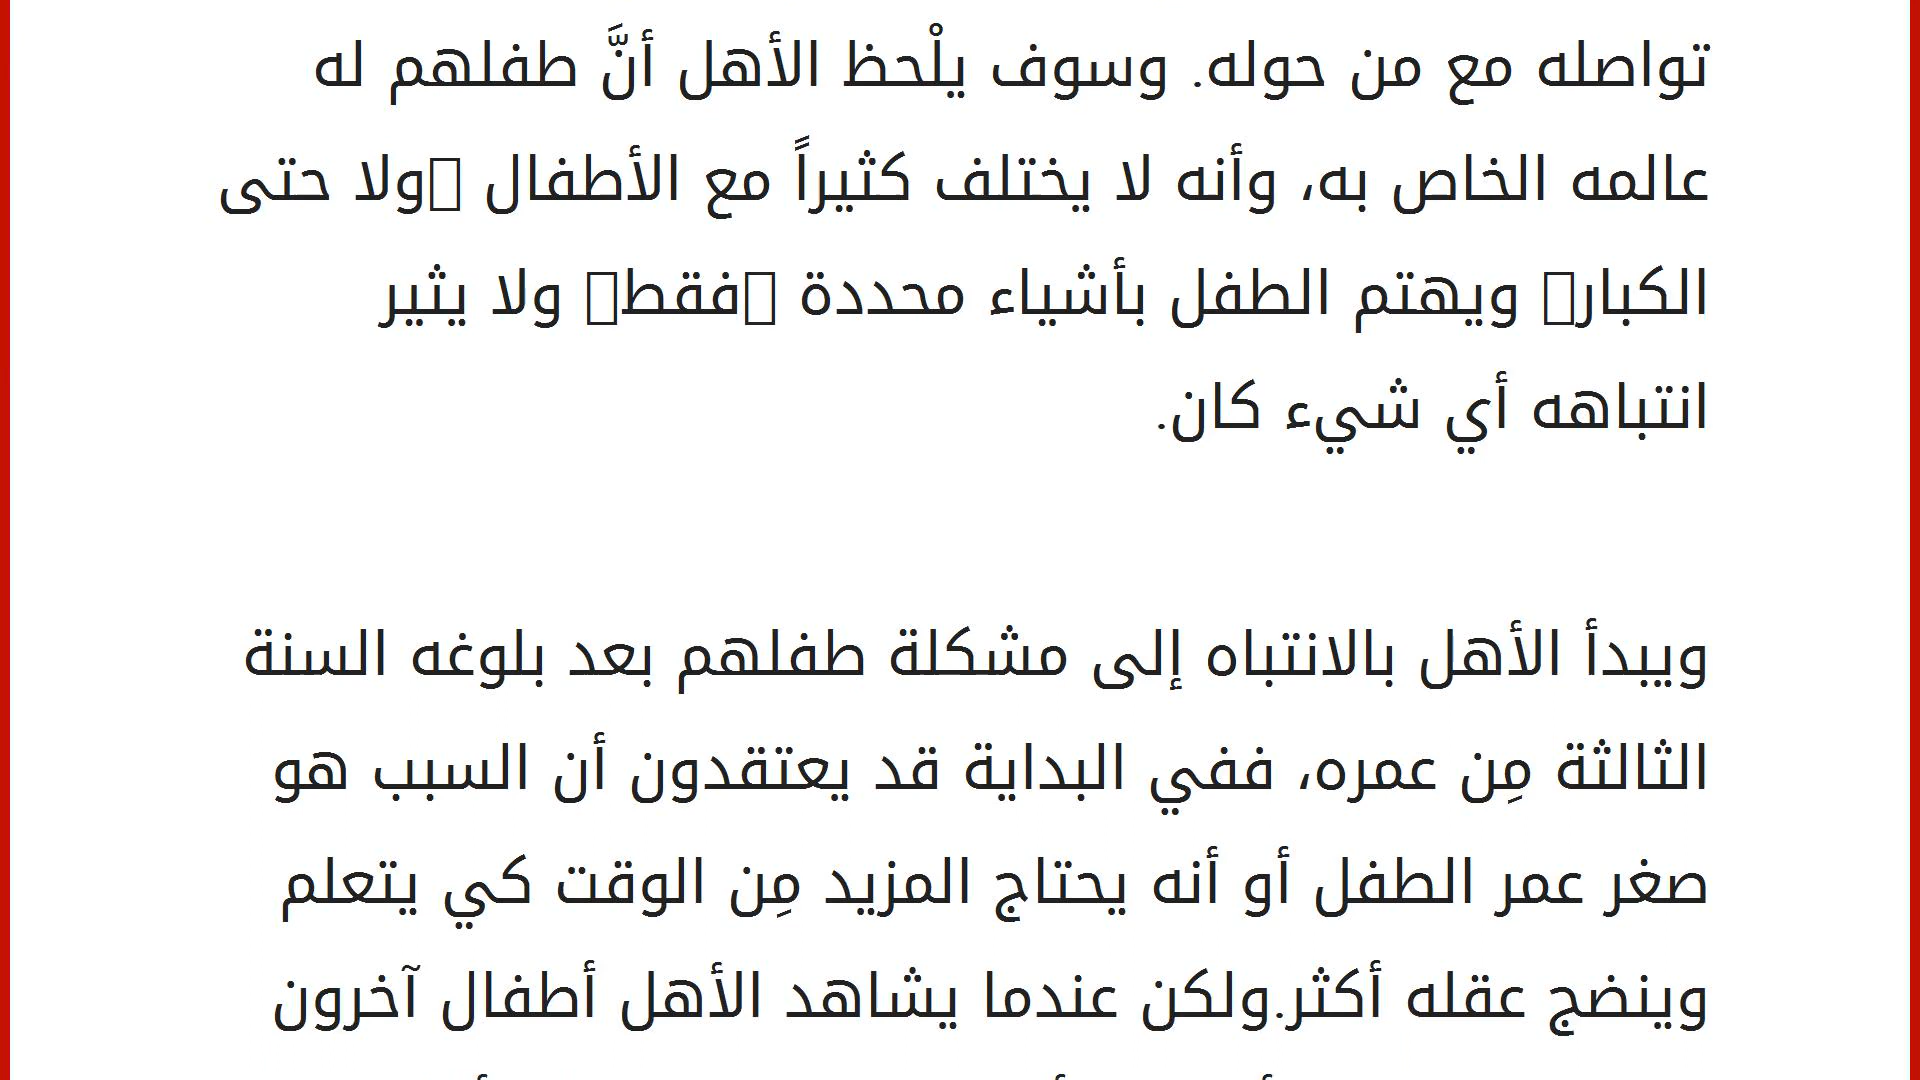 تواصله مع من حوله. وسوف يلْحظ الأهل أنَّ طفلهم له
عالمه الخاص به، وأنه لا يختلف كثيراً مع الأطفال ▯ولا حتى
الكبار▯ ويهتم الطفل بأشياء محددة ▯فقط▯ ولا يثير
انتباهه أي شيء كان.
ويبدأ الأهل بالانتباه إلى مشكلة طفلهم بعد بلوغه السنة
الثالثة مِن عمره، ففي البداية قد يعتقدون أن السبب هو
صغر عمر الطفل أو أنه يحتاج المزيد مِن الوقت كي يتعلم
وينضج عقله أكثر.ولكن عندما يشاهد الأهل أطفال آخرون